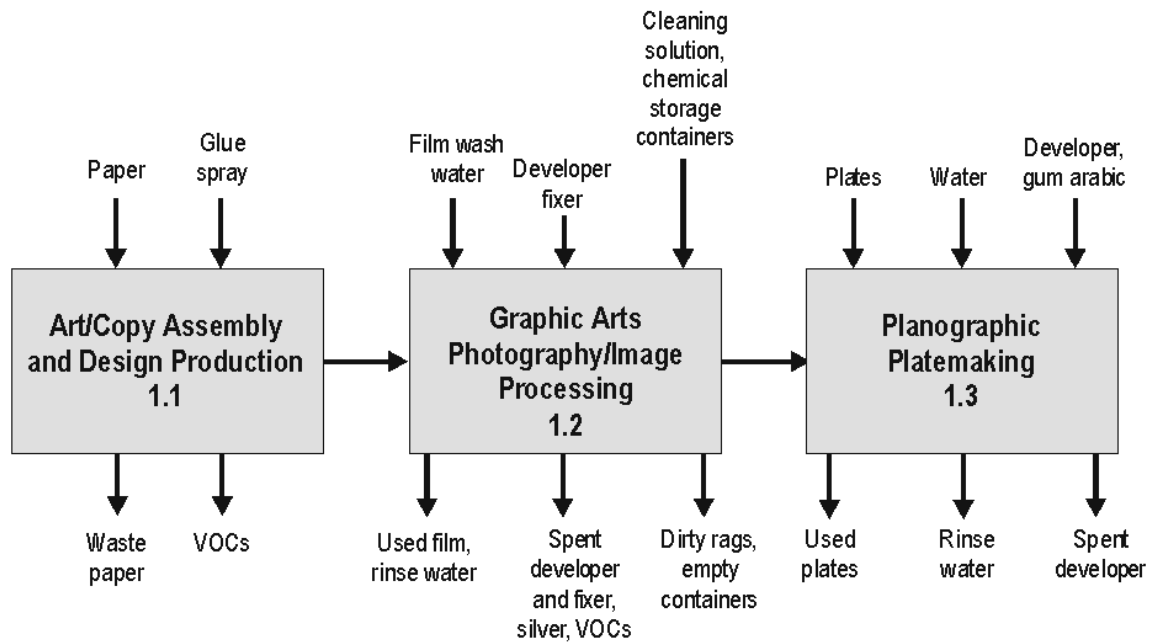 Paper
Glue
spray
Film wash
water
Developer
fixer
Cleaning
solution,
chemical
storage
containers
Plates
Water
Developer,
gum arabic
Art/Copy Assembly
and Design Production
1.1
Graphic Arts
Photography/Image
Processing
1.2
Planographic
Platemaking
1.3
Waste
paper
VOCs
Used film,
rinse water
Spent
developer
and fixer,
silver, VOCs
Dirty rags,
empty
containers
Used
plates
Rinse
water
Spent
developer